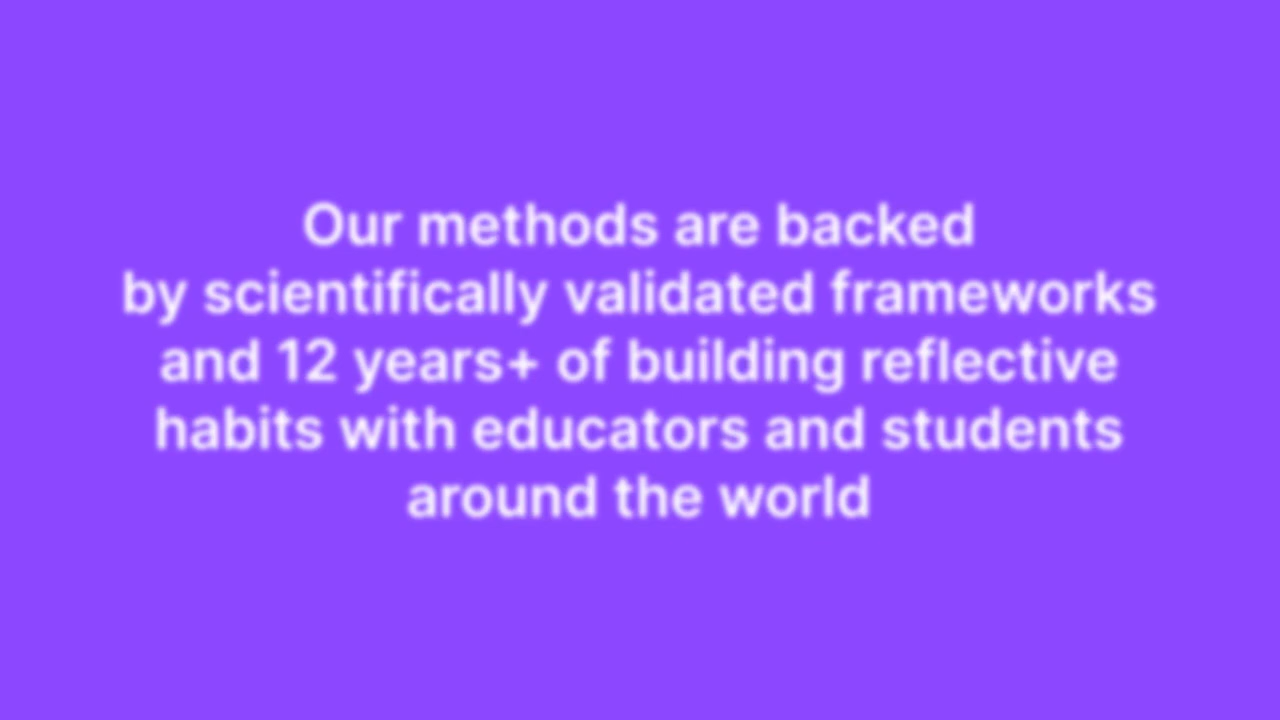 Our methods are backed
by scientifically validated frameworks
and 12 years+ of building reflective
habits with educators and students
around the world